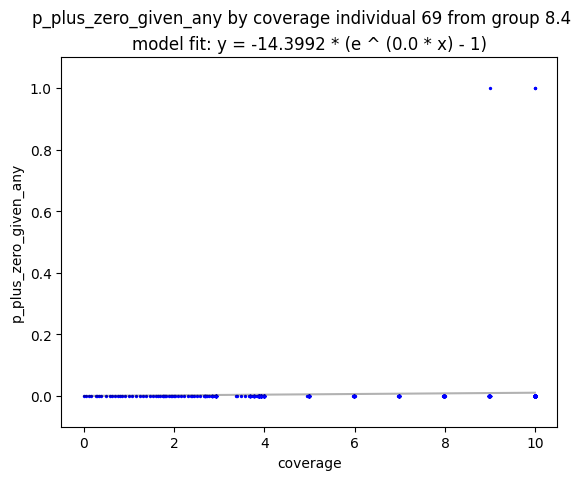 p_plus_zero_given_any by coverage individual 69 from group 8.4
model fit: y = -14.3992 * (e ^ (0.0 * x) - 1)
1.0
0.8
0.6
0.4
0.2
0.0
p_plus_zero_given_any
0 2 4 6 8 10
coverage